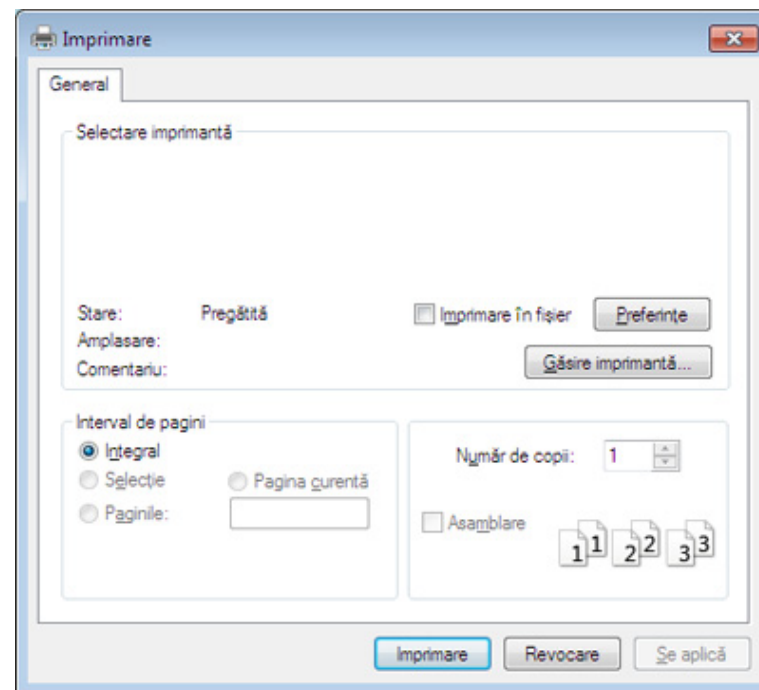 Imprimare
General
Selectare imprimantă
Stare: Pregătită
Imprimare în fișier
Preferințe
Amplasare:
Comentariu:
Găsire imprimantă...
Interval de pagini
Integral
Selecție
Pagina curentă
Paginile:
Număr de copii: 1
Asamblare
1 1 2 2 3 3
Imprimare
Revocare
Se aplică